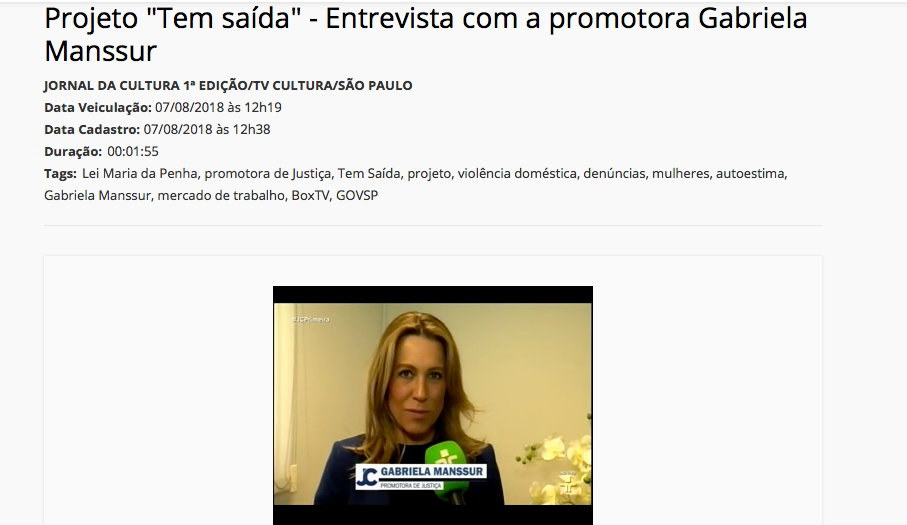 Projeto "Tem saída" - Entrevista com a promotora Gabriela
Manssur
JORNAL DA CULTURA 1ª EDIÇÃO/TV CULTURA/SÃO PAULO
Data Veiculação: 07/08/2018 às 12h19
Data Cadastro: 07/08/2018 às 12h38
Duração: 00:01:55
Tags: Lei Maria da Penha, promotora de Justiça, Tem Saída, projeto, violência doméstica, denúncias, mulheres, autoestima,
Gabriela Manssur, mercado de trabalho, BoxTV, GOVSP
#JCPrimeira
JC GABRIELA MANSSUR
PROMOTORA DE JUSTIÇA